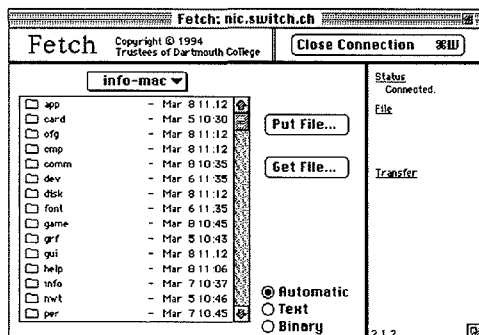 Fetch: nic.switch.ch
Fetch
Copyright © 1994
Trustees of Dartmouth College
Close Connection ⌘W
info-mac
app - Mar 8 11.12
card - Mar 5 10:30
cfg - Mar 8 11.12
cmp - Mar 8 11.12
comm - Mar 8 10:35
dev - Mar 6 11.35
disk - Mar 8 11.12
font - Mar 6 11.35
game - Mar 8 10:45
grf - Mar 5 10:43
gui - Mar 8 11.12
help - Mar 8 11:06
info - Mar 7 10:37
nwt - Mar 5 10:46
per - Mar 7 10.45
Put File...
Get File...
Automatic
Text
Binary
Status
Connected.
File
Transfer
2.1.2